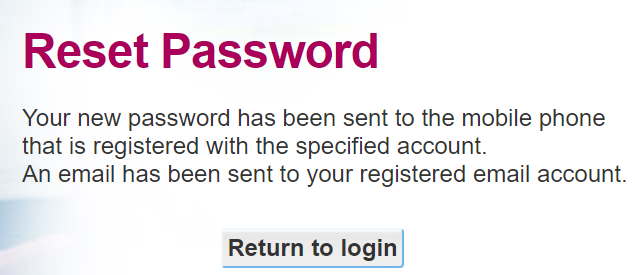 Reset Password
Your new password has been sent to the mobile phone
that is registered with the specified account.
An email has been sent to your registered email account.
Return to login